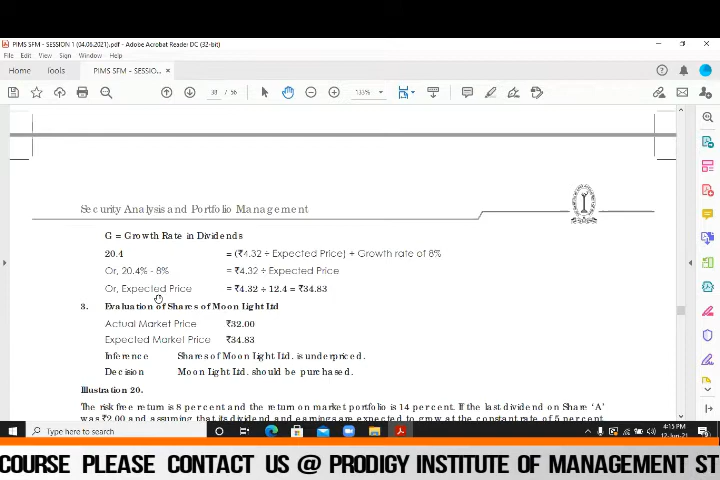 PIMS SFM - SESSION 1 (04.06.2021).pdf - Adobe Acrobat Reader DC (32-bit)
File Edit View Sign Window Help
Home Tools PIMS SFM - SESSIO... ×
38 / 56 133%
Security Analysis and Portfolio Management
G = Growth Rate in Dividends
20.4 = (₹4.32 ÷ Expected Price) + Growth rate of 8%
Or, 20.4% - 8% = ₹4.32 ÷ Expected Price
Or, Expected Price = ₹4.32 ÷ 12.4 = ₹34.83
3. Evaluation of Shares of Moon Light Ltd
Actual Market Price ₹32.00
Expected Market Price ₹34.83
Inference Shares of Moon Light Ltd. is underpriced.
Decision Moon Light Ltd. should be purchased.
Illustration 20.
The risk free return is 8 per cent and the return on market portfolio is 14 per cent. If the last dividend on Share 'A'
was ₹2.00 and assuming that its dividend and earnings are expected to grow at the constant rate of 5 per cent
Type here to search
4:15 PM
12-Jun-21
COURSE PLEASE CONTACT US @ PRODIGY INSTITUTE OF MANAGEMENT ST